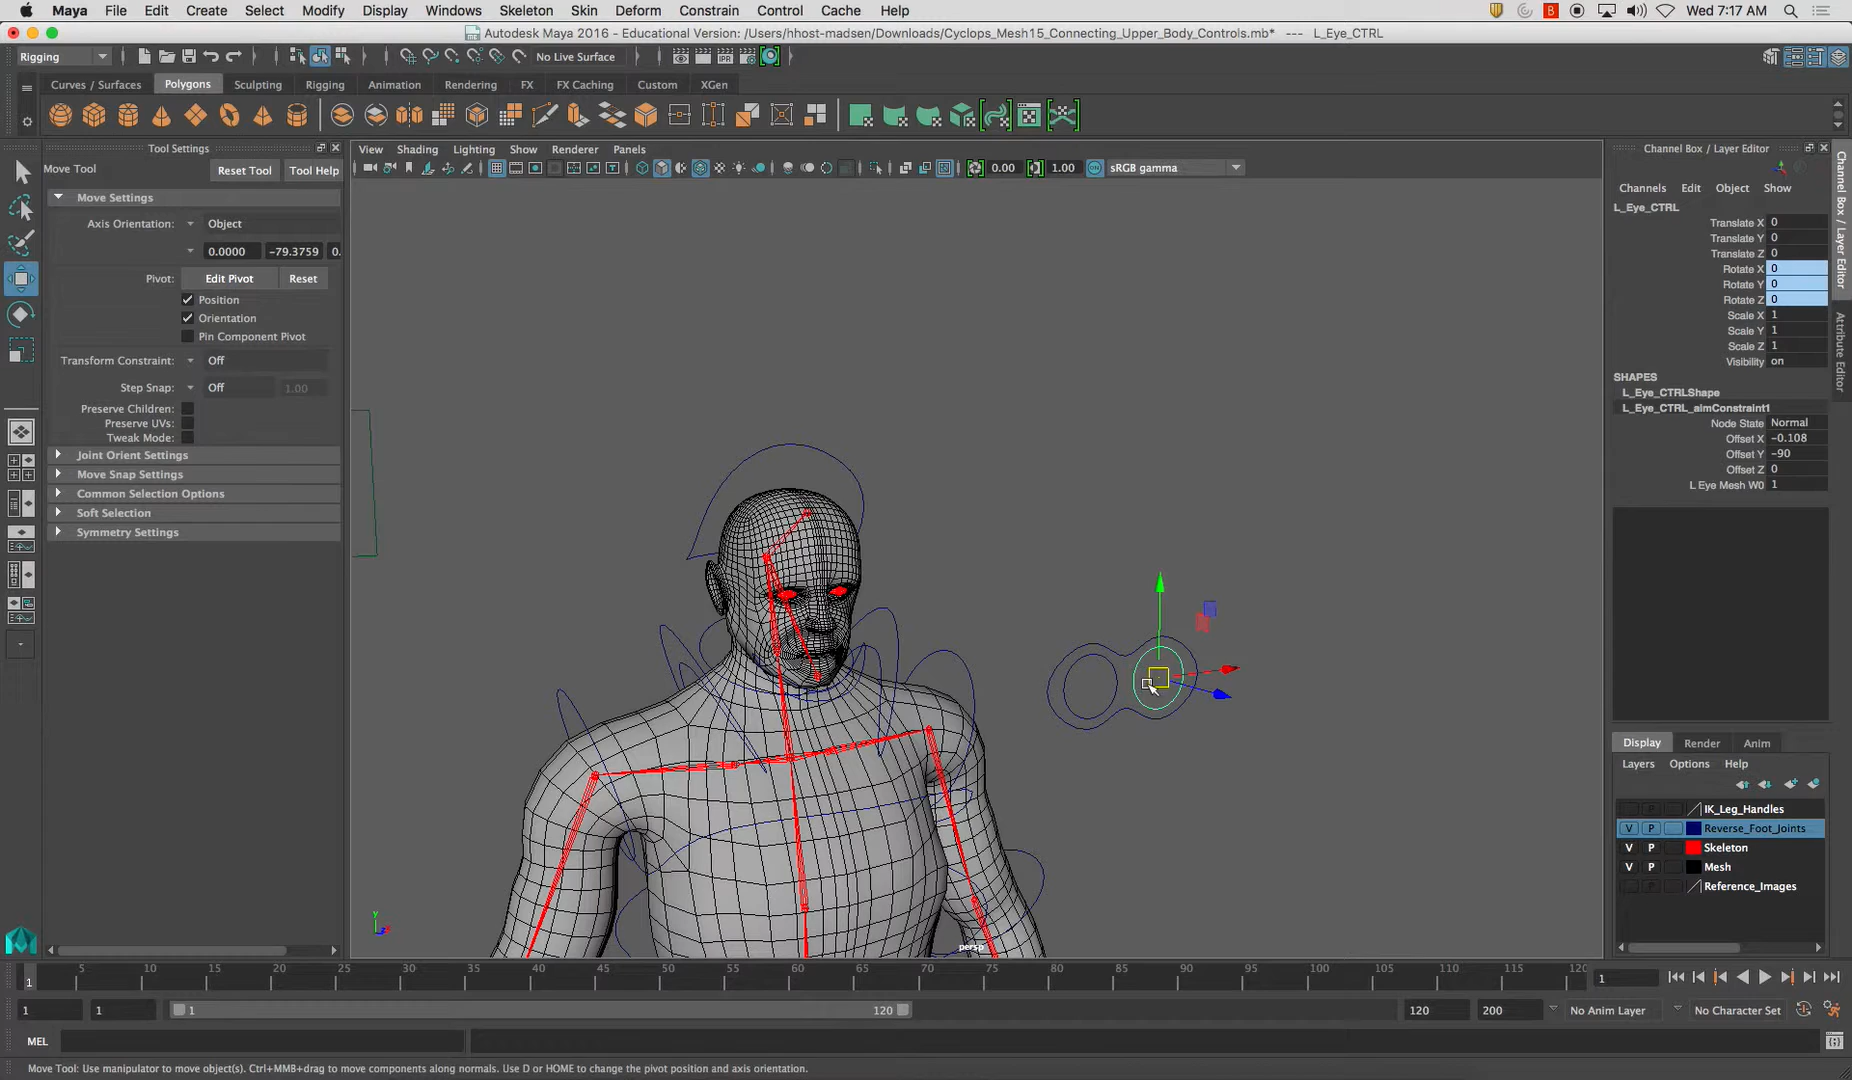 Maya File Edit Create Select Modify Display Windows Skeleton Skin Deform Constrain Control Cache Help
Wed 7:17 AM
Autodesk Maya 2016 - Educational Version: /Users/hhost-madsen/Downloads/Cyclops_Mesh15_Connecting_Upper_Body_Controls.mb* --- L_Eye_CTRL
Rigging
No Live Surface
Curves / Surfaces Polygons Sculpting Rigging Animation Rendering FX FX Caching Custom XGen
Tool Settings
Move Tool
Reset Tool Tool Help
Move Settings
Axis Orientation: Object
0.0000 -79.3759 0.
Pivot: Edit Pivot Reset
Position
Orientation
Pin Component Pivot
Transform Constraint: Off
Step Snap: Off 1.00
Preserve Children:
Preserve UVs:
Tweak Mode:
Joint Orient Settings
Move Snap Settings
Common Selection Options
Soft Selection
Symmetry Settings
View Shading Lighting Show Renderer Panels
0.00 1.00 sRGB gamma
persp
Channel Box / Layer Editor
Channels Edit Object Show
L_Eye_CTRL
Translate X 0
Translate Y 0
Translate Z 0
Rotate X 0
Rotate Y 0
Rotate Z 0
Scale X 1
Scale Y 1
Scale Z 1
Visibility on
SHAPES
L_Eye_CTRLShape
L_Eye_CTRL_aimConstraint1
Node State Normal
Offset X -0.108
Offset Y -90
Offset Z 0
L Eye Mesh W0 1
Channel Box / Layer Editor
Attribute Editor
Display Render Anim
Layers Options Help
IK_Leg_Handles
V P Reverse_Foot_Joints
V P Skeleton
V P Mesh
Reference_Images
1 5 10 15 20 25 30 35 40 45 50 55 60 65 70 75 80 85 90 95 100 105 110 115 120
1
1 1 1 120 120 200 No Anim Layer No Character Set
MEL
Move Tool: Use manipulator to move object(s). Ctrl+MMB+drag to move components along normals. Use D or HOME to change the pivot position and axis orientation.